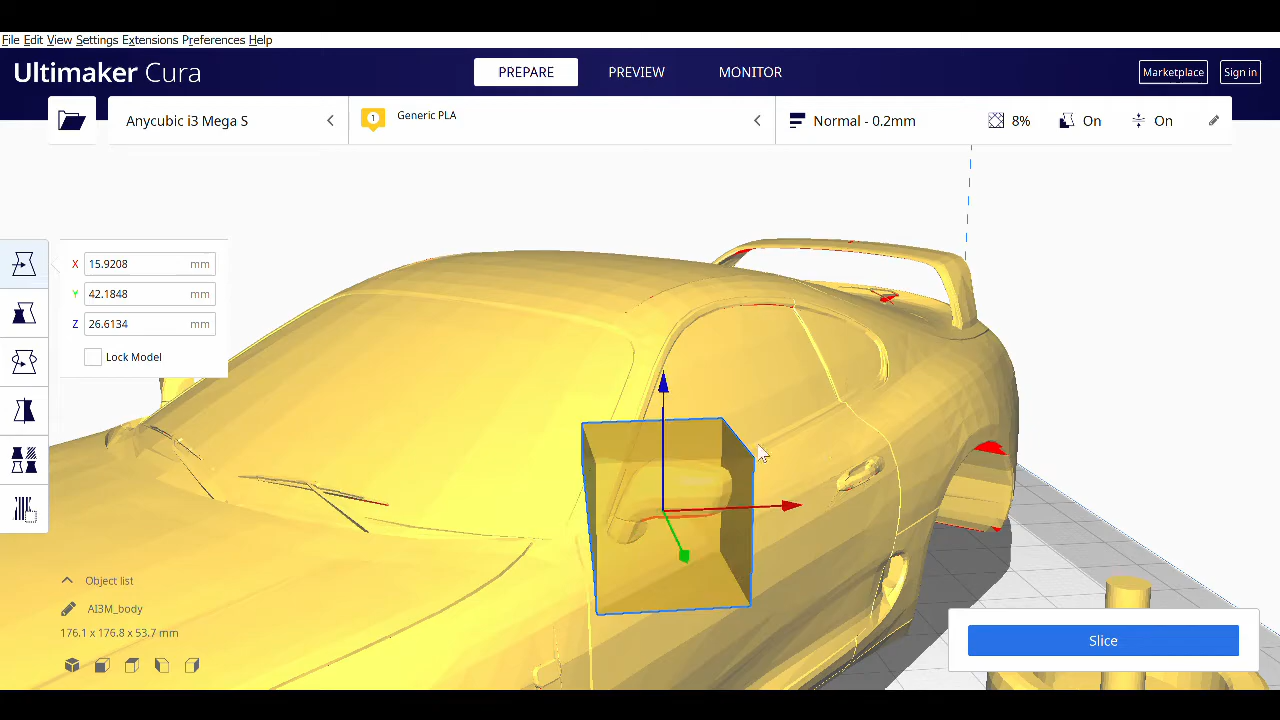 File Edit View Settings Extensions Preferences Help
Ultimaker Cura
PREPARE
PREVIEW
MONITOR
Marketplace
Sign in
Anycubic i3 Mega S
1
Generic PLA
Normal - 0.2mm
8%
On
On
X 15.9208 mm
Y 42.1848 mm
Z 26.6134 mm
Lock Model
Object list
AI3M_body
176.1 x 176.8 x 53.7 mm
Slice